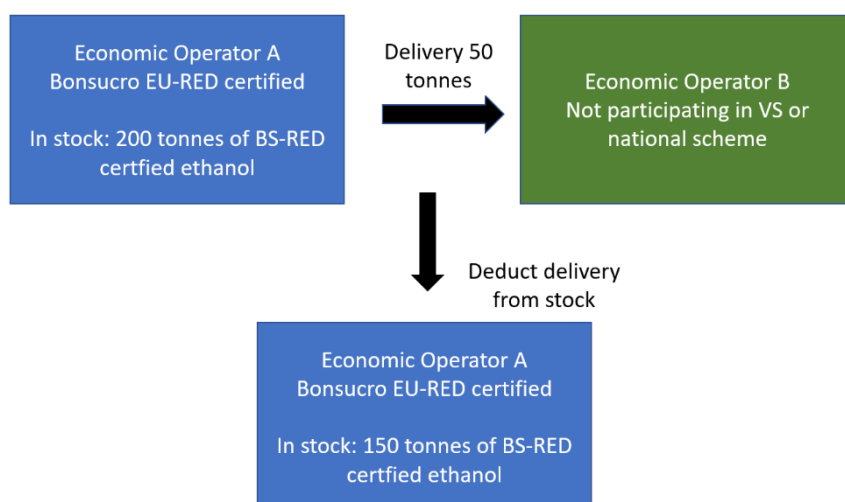 Economic Operator A
Bonsucro EU-RED certified
In stock: 200 tonnes of BS-RED
certfied ethanol
Delivery 50
tonnes
Economic Operator B
Not participating in VS or
national scheme
Deduct delivery
from stock
Economic Operator A
Bonsucro EU-RED certified
In stock: 150 tonnes of BS-RED
certfied ethanol